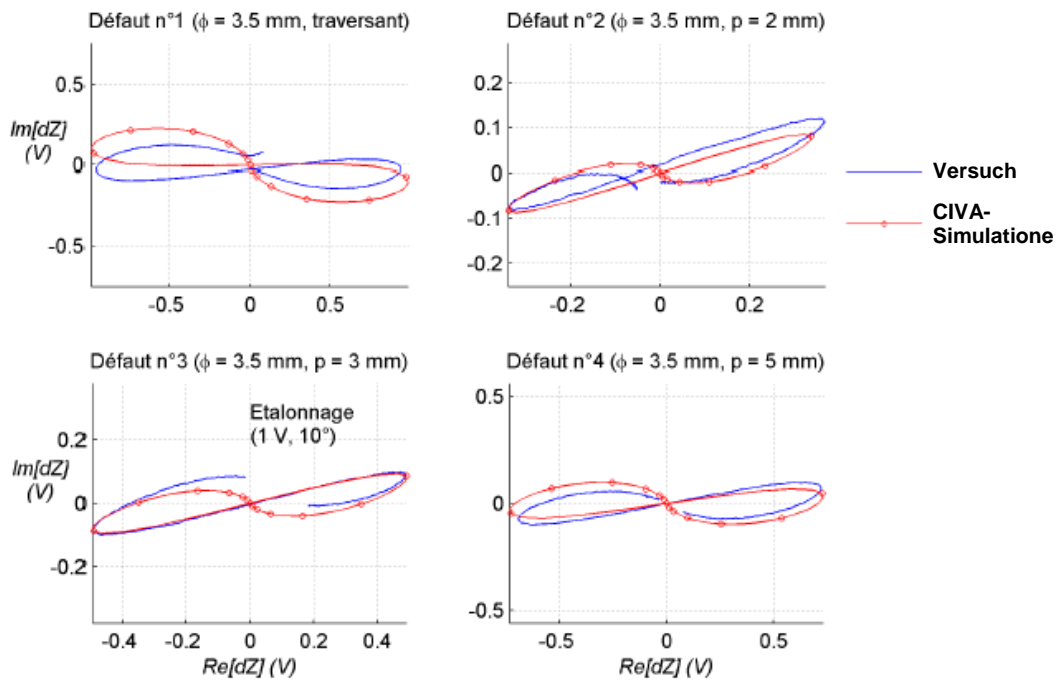 Défaut n°1 (ϕ = 3.5 mm, traversant)
Défaut n°2 (ϕ = 3.5 mm, p = 2 mm)
0.5
Im[dZ]
(V)
0
-0.5
-0.5
0
0.5
0.2
0.1
0
-0.1
-0.2
-0.2
0
0.2
Versuch
CIVA-
Simulatione
Défaut n°3 (ϕ = 3.5 mm, p = 3 mm)
Défaut n°4 (ϕ = 3.5 mm, p = 5 mm)
Etalonnage
(1 V, 10°)
0.2
Im[dZ]
(V)
0
-0.2
-0.4
-0.2
0
0.2
0.4
Re[dZ] (V)
0.5
0
-0.5
-0.5
0
0.5
Re[dZ] (V)